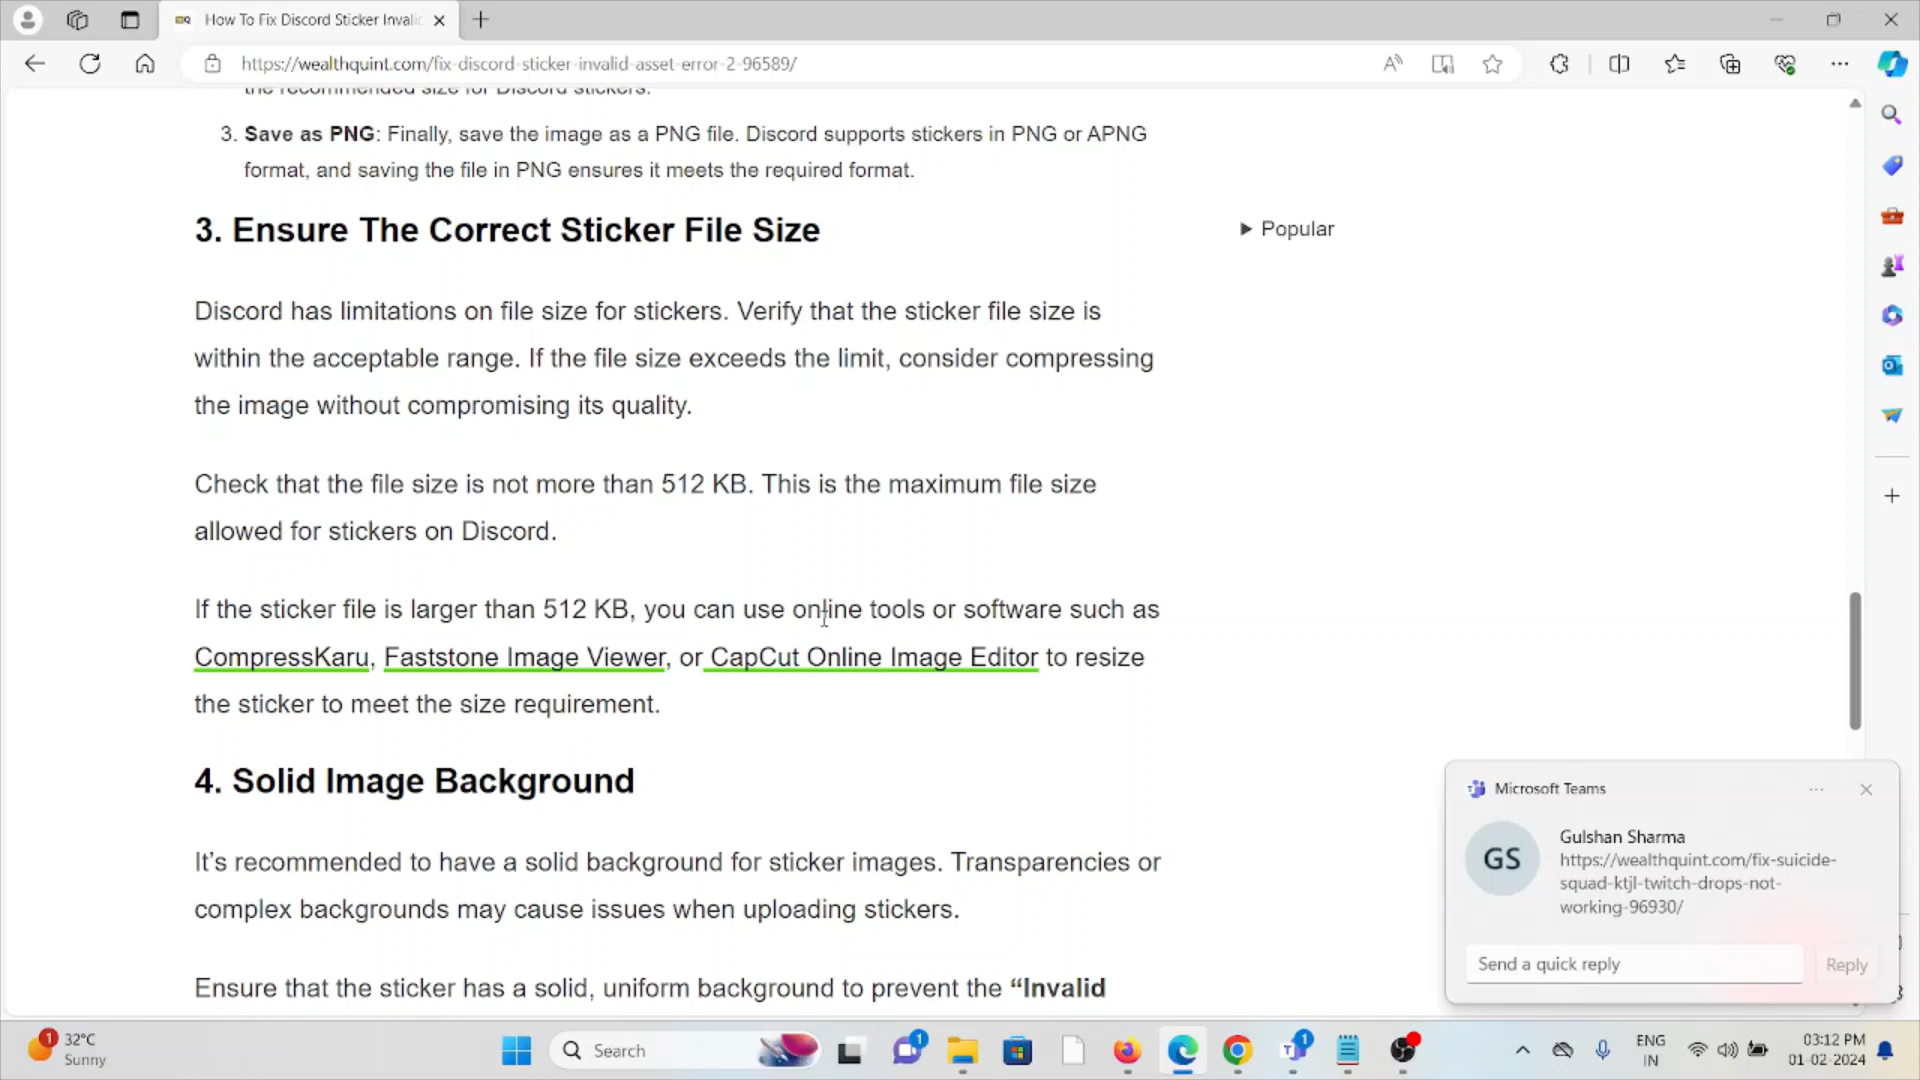 How To Fix Discord Sticker Invalid
https://wealthquint.com/fix-discord-sticker-invalid-asset-error-2-96589/
the recommended size for Discord stickers.
3. Save as PNG: Finally, save the image as a PNG file. Discord supports stickers in PNG or APNG
format, and saving the file in PNG ensures it meets the required format.
3. Ensure The Correct Sticker File Size
Popular
Discord has limitations on file size for stickers. Verify that the sticker file size is
within the acceptable range. If the file size exceeds the limit, consider compressing
the image without compromising its quality.
Check that the file size is not more than 512 KB. This is the maximum file size
allowed for stickers on Discord.
If the sticker file is larger than 512 KB, you can use online tools or software such as
CompressKaru, Faststone Image Viewer, or CapCut Online Image Editor to resize
the sticker to meet the size requirement.
4. Solid Image Background
It's recommended to have a solid background for sticker images. Transparencies or
complex backgrounds may cause issues when uploading stickers.
Ensure that the sticker has a solid, uniform background to prevent the “Invalid
Microsoft Teams
GS
Gulshan Sharma
https://wealthquint.com/fix-suicide-
squad-ktjl-twitch-drops-not-
working-96930/
Send a quick reply
Reply
1
32°C
Sunny
Search
1
1
ENG
IN
03:12 PM
01-02-2024